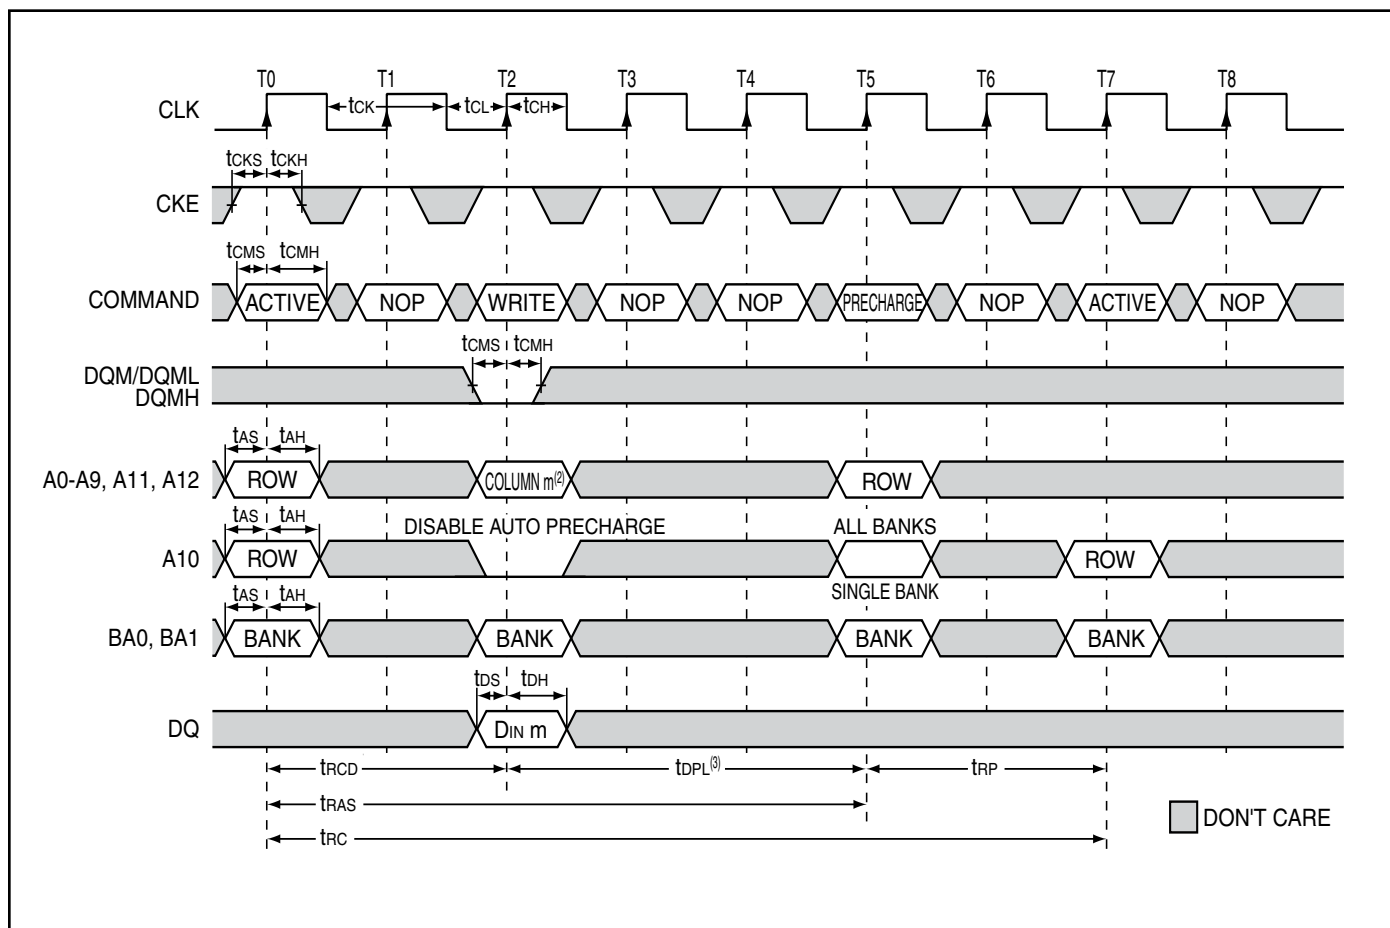 T0 T1 T2 T3 T4 T5 T6 T7 T8
CLK tCK tCL tCH
tCKS tCKH
CKE
tCMS tCMH
COMMAND ACTIVE NOP WRITE NOP NOP PRECHARGE NOP ACTIVE NOP
tCMS tCMH
DQM/DQML
DQMH
tAS tAH
A0-A9, A11, A12 ROW COLUMN m(2) ROW
tAS tAH DISABLE AUTO PRECHARGE ALL BANKS
A10 ROW ROW
tAS tAH SINGLE BANK
BA0, BA1 BANK BANK BANK BANK
tDS tDH
DQ DIN m
tRCD tDPL(3) tRP
tRAS
DON'T CARE
tRC